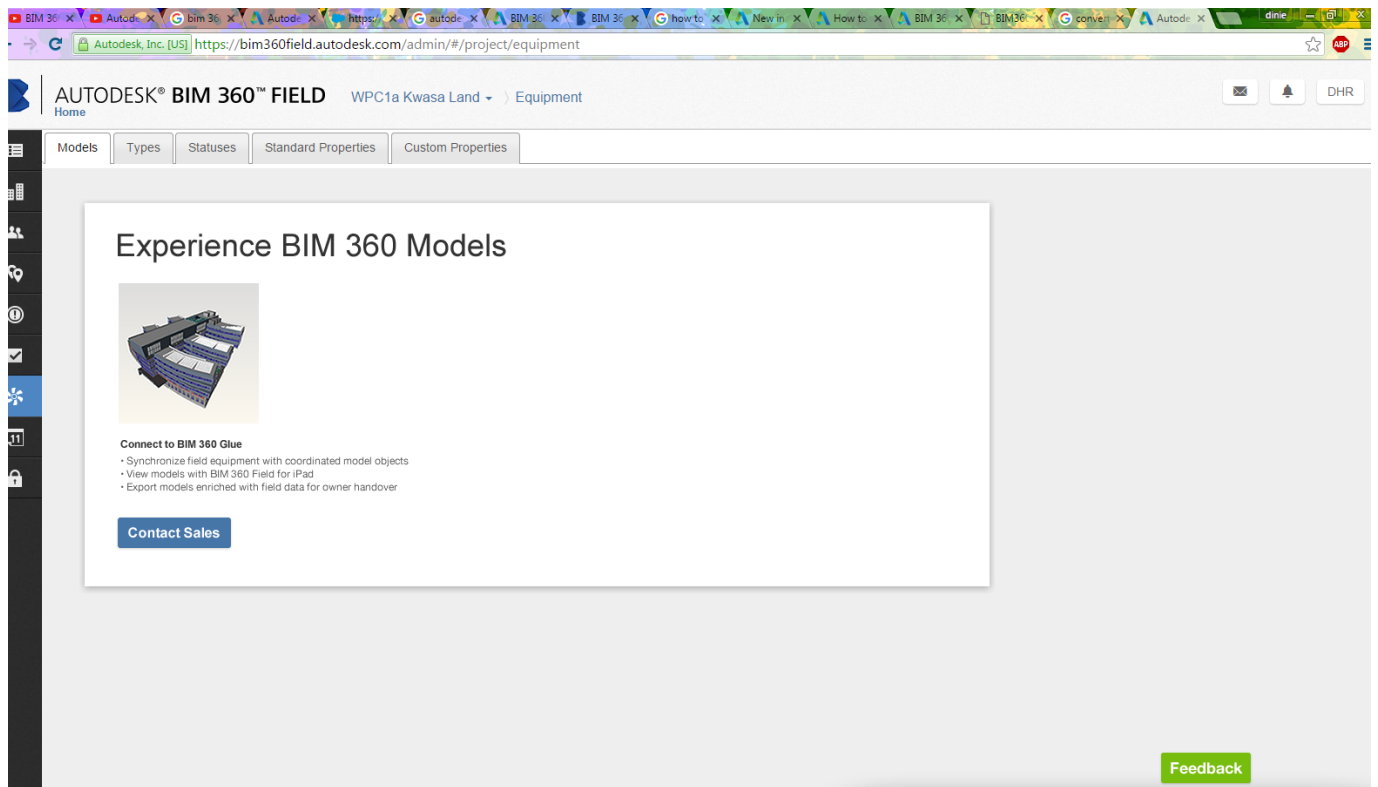 BIM 36
Autode
bim 36
Autode
https:/
autode
BIM 36
BIM 36
how to
New in
How to
BIM 36
BIM36
conver
Autode
dinie
Autodesk, Inc. [US] https://bim360field.autodesk.com/admin/#/project/equipment
ABP
AUTODESK® BIM 360™ FIELD
WPC1a Kwasa Land
Equipment
DHR
Home
Models
Types
Statuses
Standard Properties
Custom Properties
Experience BIM 360 Models
Connect to BIM 360 Glue
• Synchronize field equipment with coordinated model objects
• View models with BIM 360 Field for iPad
• Export models enriched with field data for owner handover
11
Contact Sales
Feedback